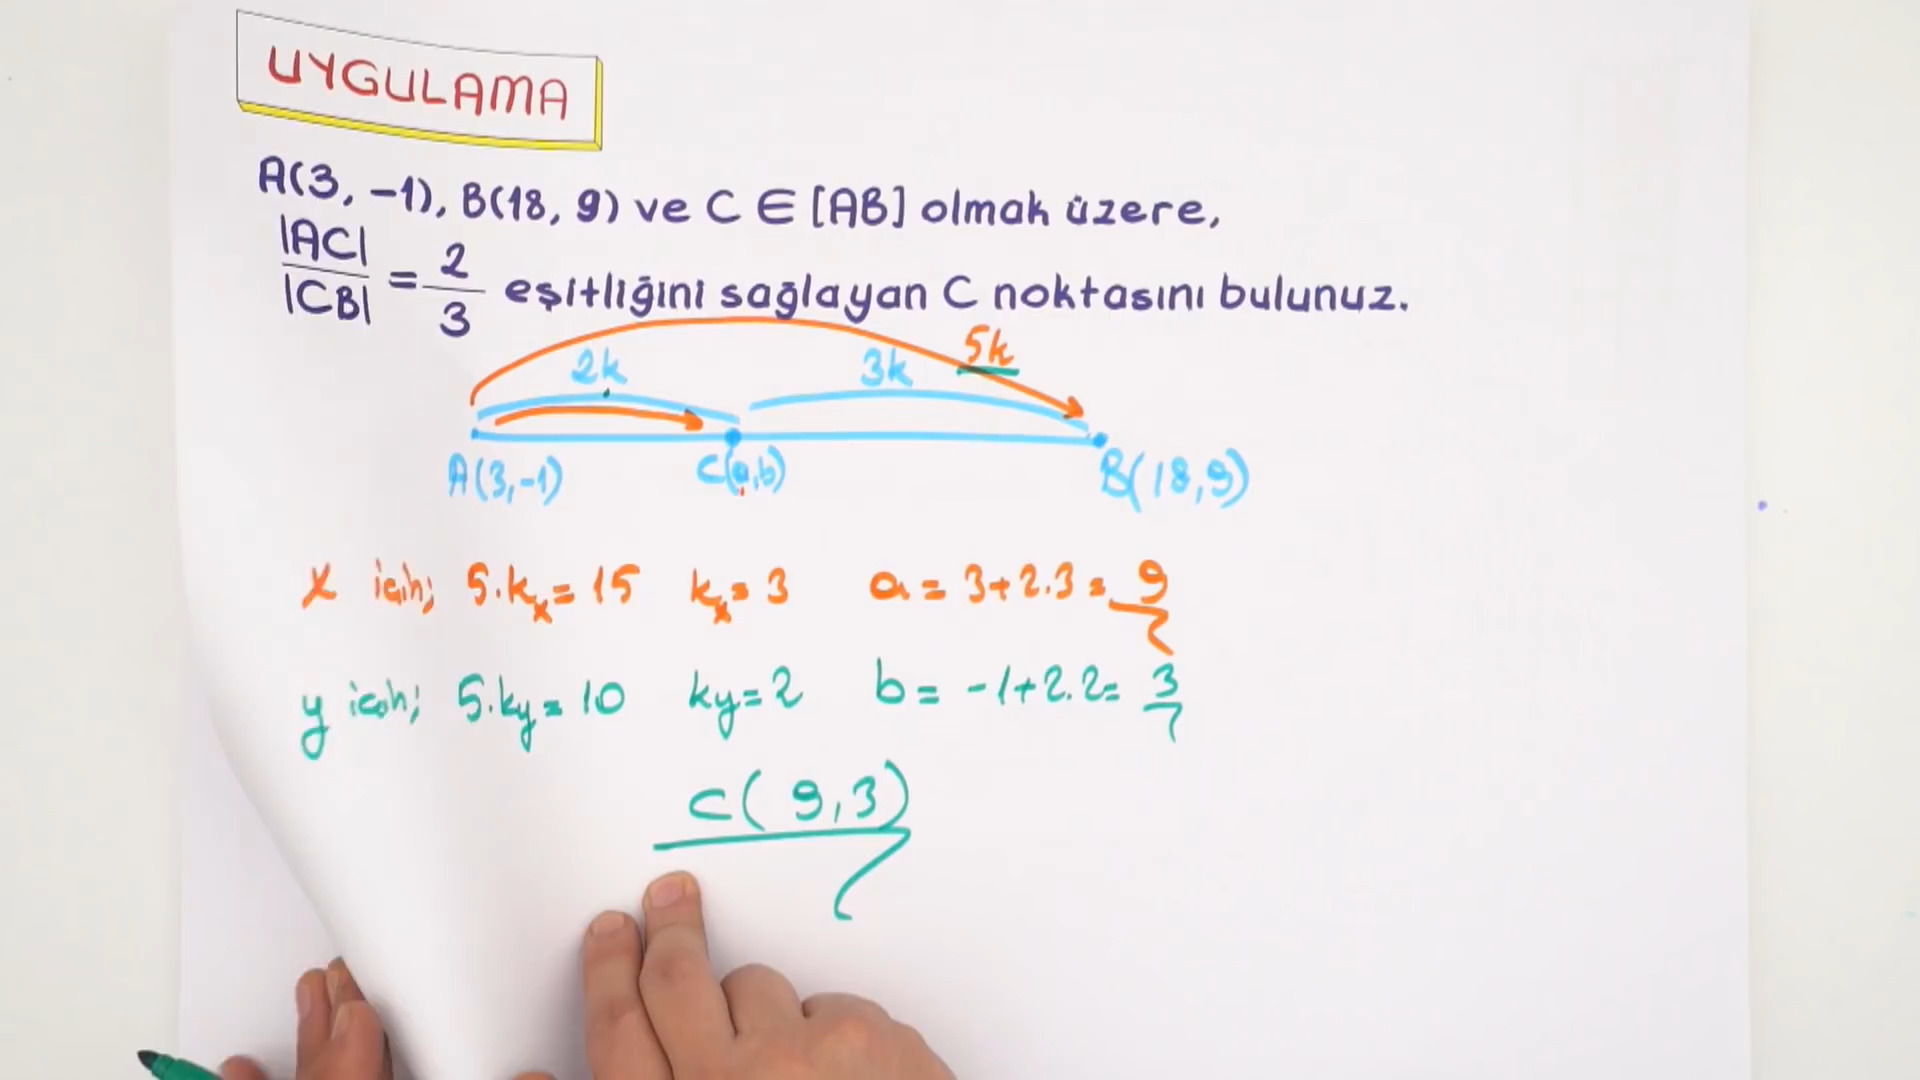 UYGULAMA
A(3, -1), B(18, 9) ve C ∈ [AB] olmak üzere,
|AC| / |CB| = 2 / 3 eşitliğini sağlayan C noktasını bulunuz.
5k
2k 3k
A(3,-1) C(a,b) B(18,9)
x için; 5.kx = 15 kx = 3 a = 3+2.3 = 9
y için; 5.ky = 10 ky = 2 b = -1+2.2 = 3
C(9,3)